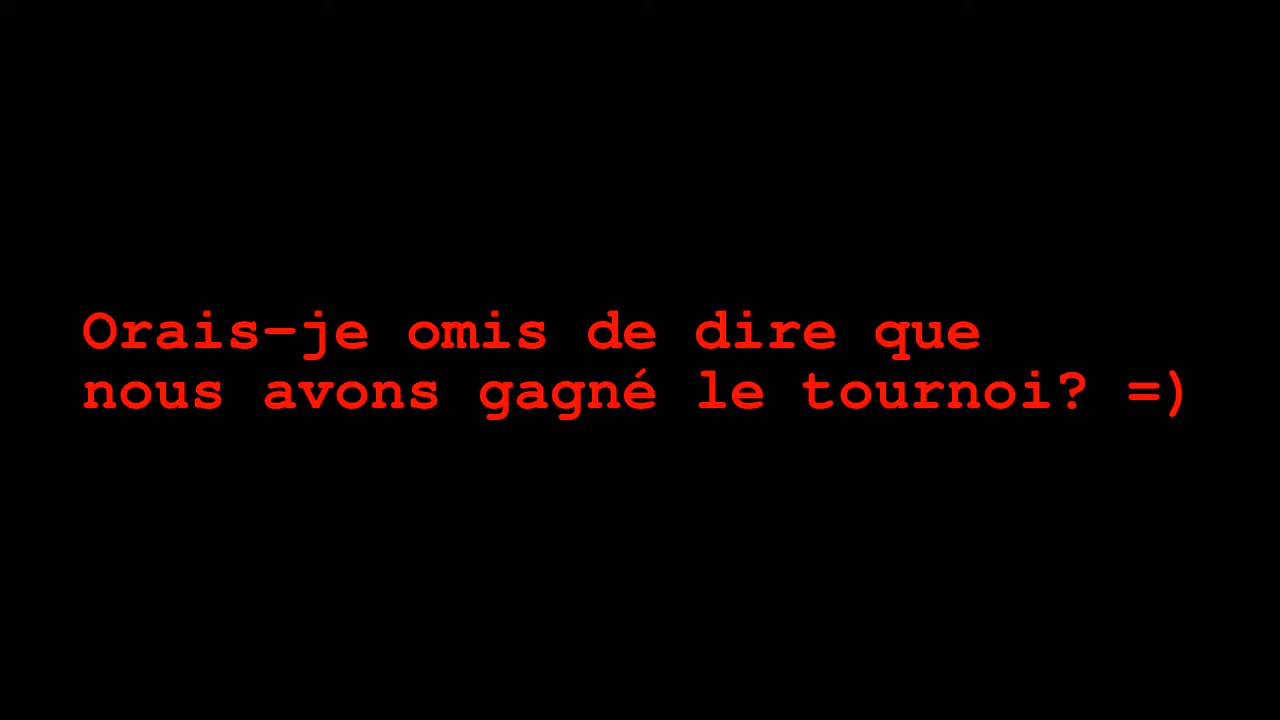 Orais-je omis de dire que
nous avons gagné le tournoi? =)